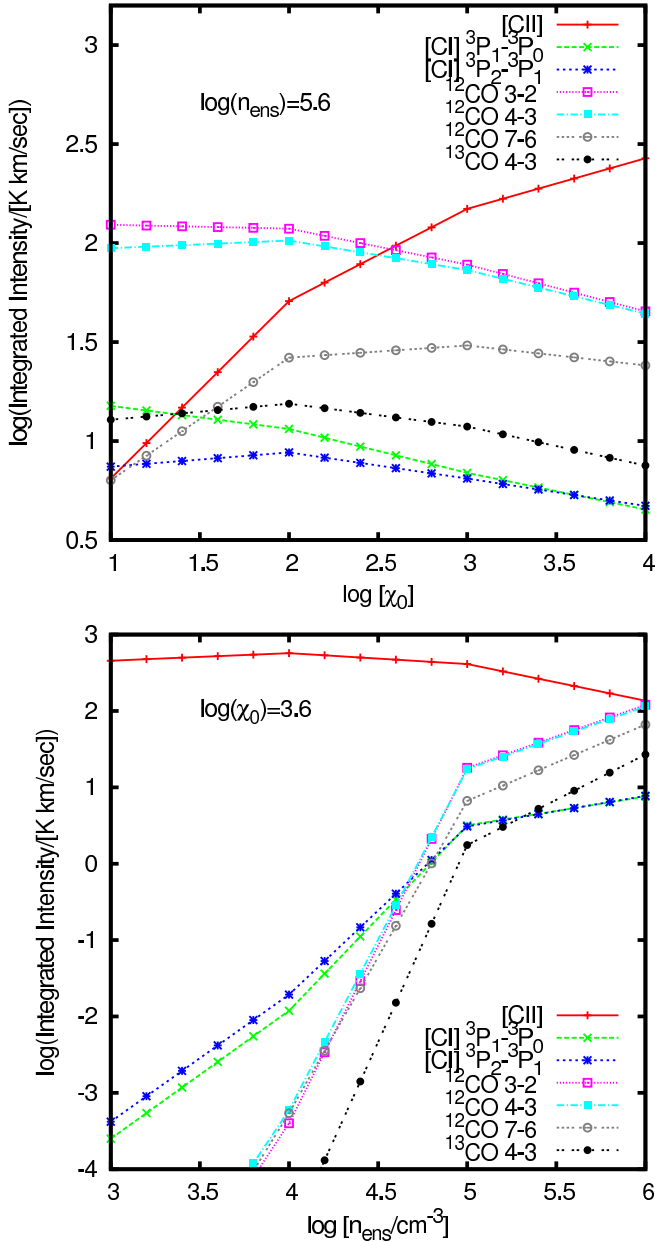 [CII]
[CI] ³P₁-³P₀
[CI] ³P₂-³P₁
¹²CO 3-2
¹²CO 4-3
¹²CO 7-6
¹³CO 4-3
log(nₑₙₛ)=5.6
3
2.5
2
1.5
1
0.5
log(Integrated Intensity/[K km/sec])
1 1.5 2 2.5 3 3.5 4
log [χ₀]
3
2
1
0
-1
-2
-3
-4
log(Integrated Intensity/[K km/sec])
log(χ₀)=3.6
[CII]
[CI] ³P₁-³P₀
[CI] ³P₂-³P₁
¹²CO 3-2
¹²CO 4-3
¹²CO 7-6
¹³CO 4-3
3 3.5 4 4.5 5 5.5 6
log [nₑₙₛ/cm⁻³]